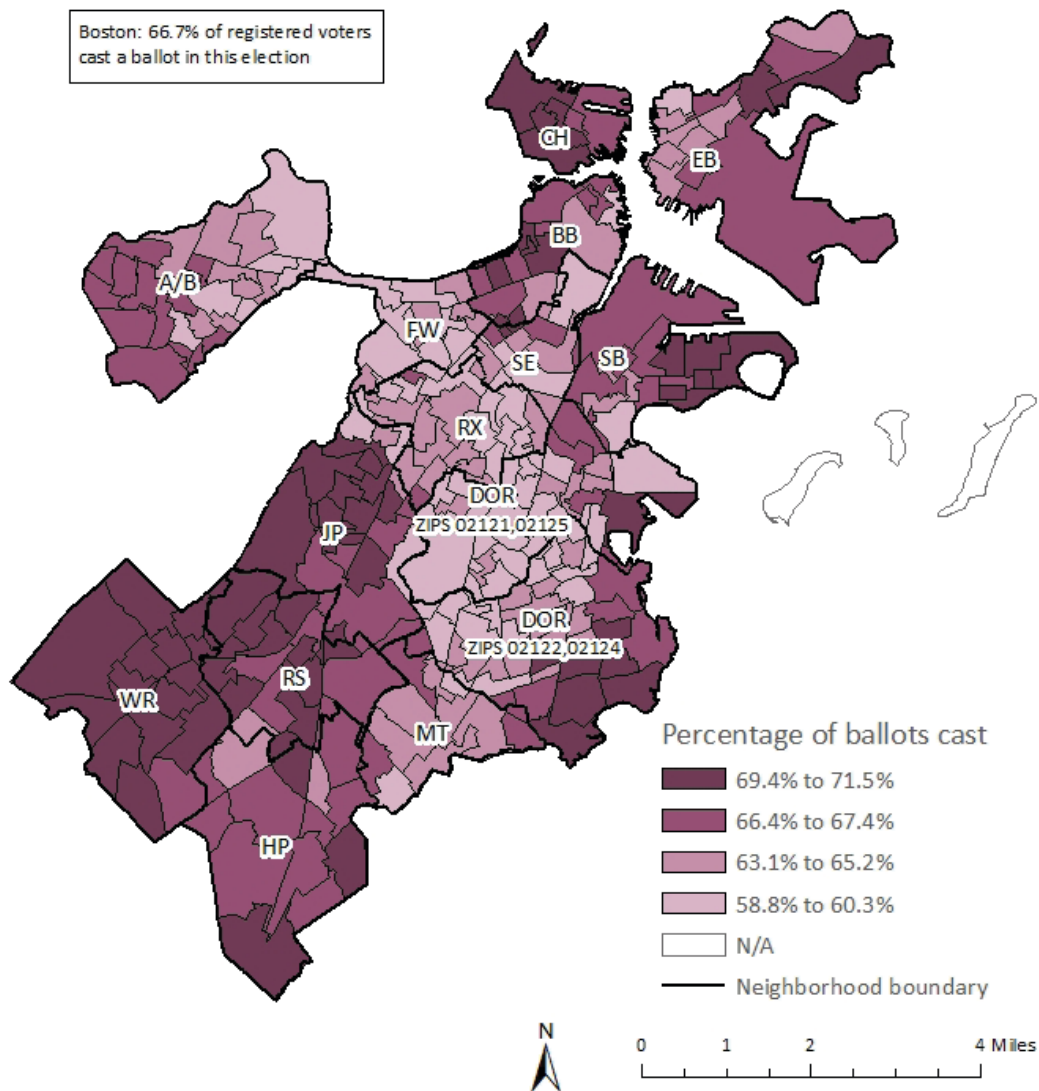 Boston: 66.7% of registered voters
cast a ballot in this election
CH
EB
BB
A/B
FW
SE
SB
RX
DOR
ZIPS 02121,02125
JP
DOR
ZIPS 02122,02124
RS
WR
MT
HP
Percentage of ballots cast
69.4% to 71.5%
66.4% to 67.4%
63.1% to 65.2%
58.8% to 60.3%
N/A
Neighborhood boundary
N
0 1 2 4 Miles